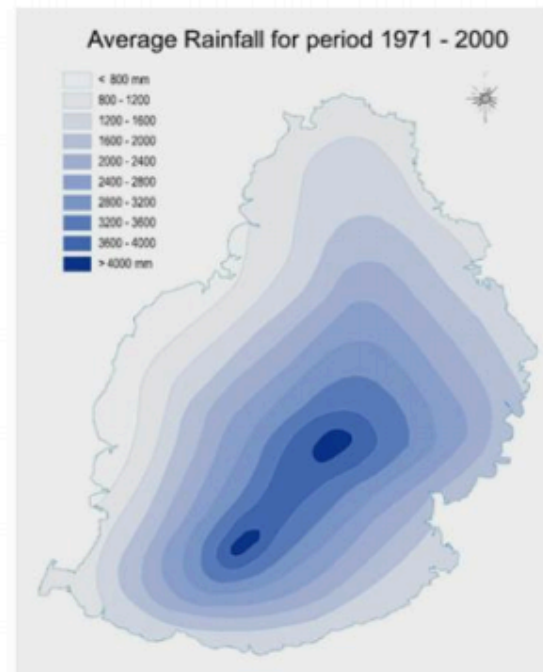 Average Rainfall for period 1971 - 2000
< 800 mm
800 - 1200
1200 - 1600
1600 - 2000
2000 - 2400
2400 - 2800
2800 - 3200
3200 - 3600
3600 - 4000
> 4000 mm